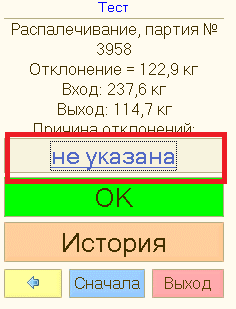 Тест
Распалечивание, партия №
3958
Отклонение = 122,9 кг
Вход: 237,6 кг
Выход: 114,7 кг
Причина отклонений:
не указана
OK
История
Сначала
Выход